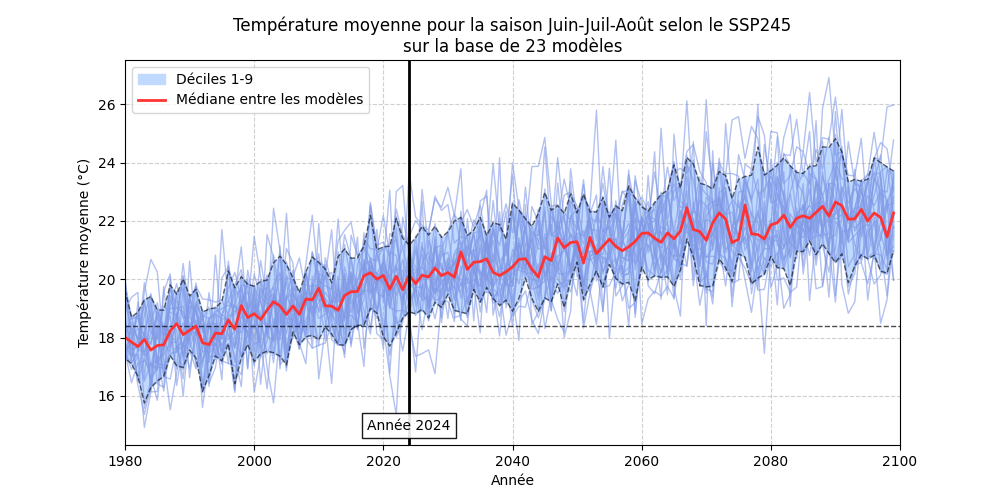 Température moyenne pour la saison Juin-Juil-Août selon le SSP245
sur la base de 23 modèles
Déciles 1-9
Médiane entre les modèles
Température moyenne (°C)
26
24
22
20
18
16
Année 2024
1980
2000
2020
2040
2060
2080
2100
Année